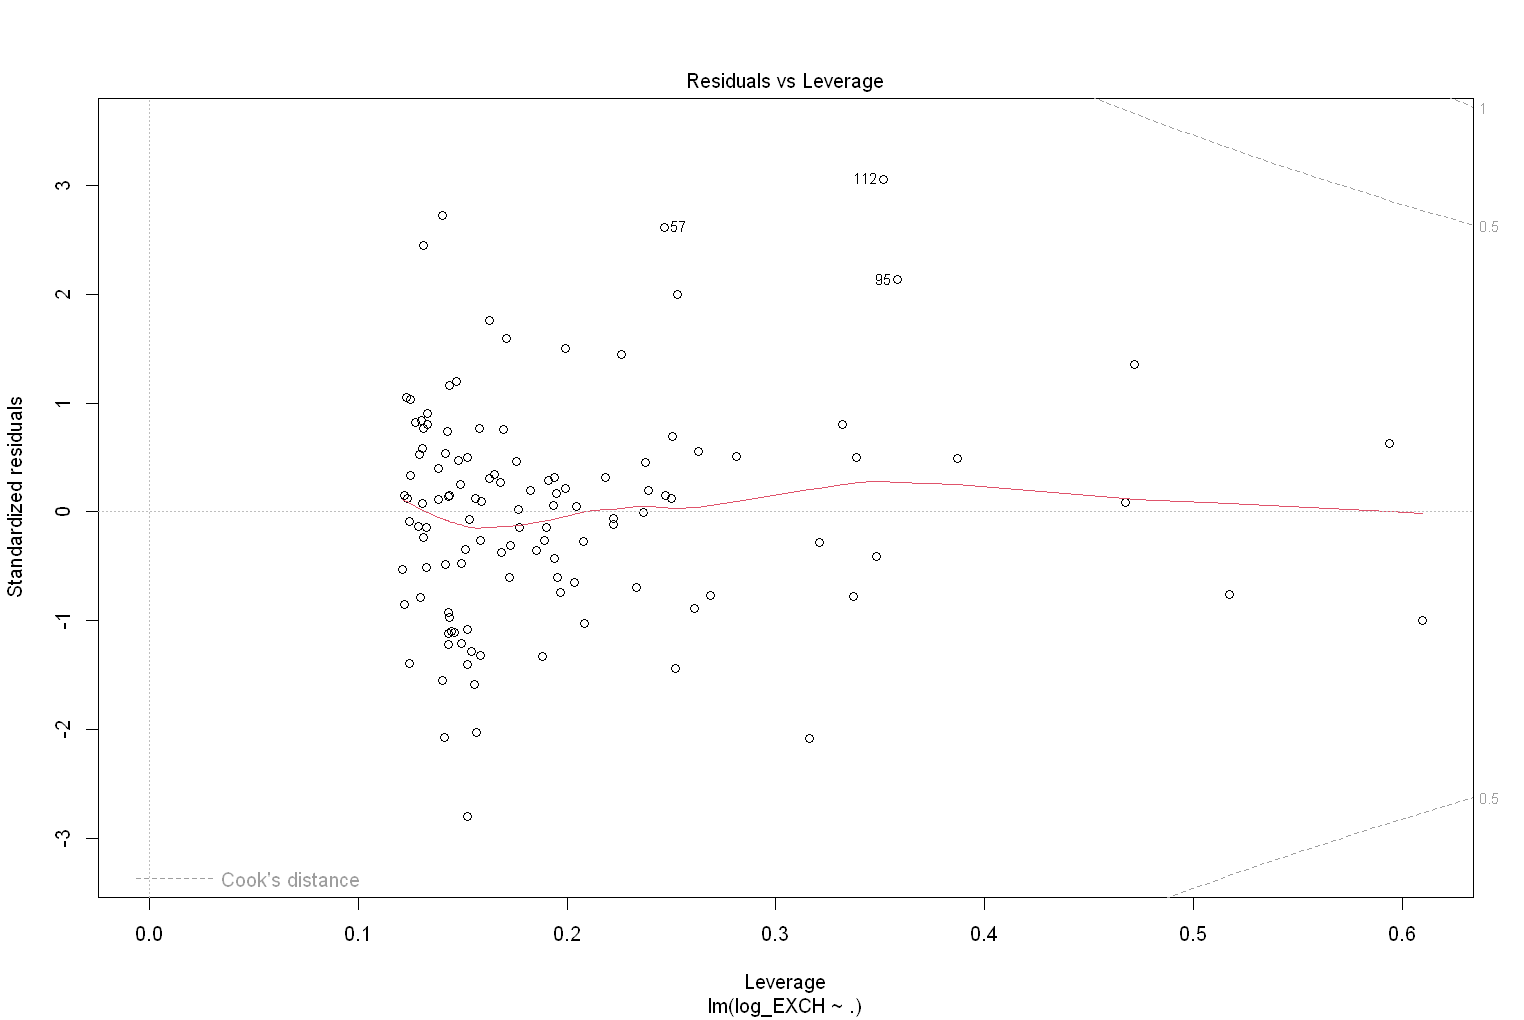 Residuals vs Leverage
1
3
112
57
0.5
95
2
1
Standardized residuals
0
-1
-2
0.5
-3
Cook's distance
0.0 0.1 0.2 0.3 0.4 0.5 0.6
Leverage
lm(log_EXCH ~ .)